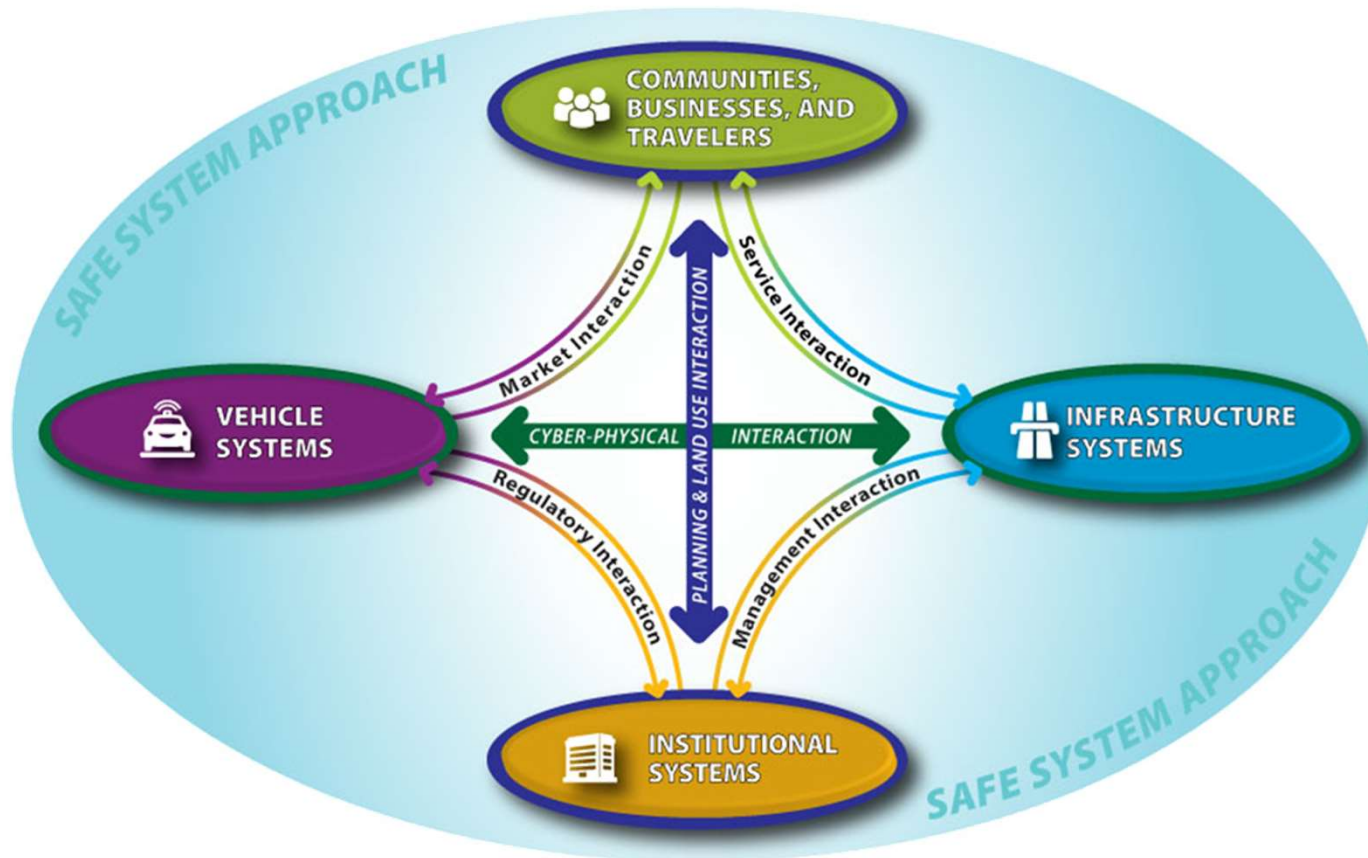 SAFE SYSTEM APPROACH
COMMUNITIES,
BUSINESSES, AND
TRAVELERS
Market Interaction
Service Interaction
PLANNING & LAND USE INTERACTION
VEHICLE
SYSTEMS
CYBER-PHYSICAL INTERACTION
INFRASTRUCTURE
SYSTEMS
Regulatory Interaction
Management Interaction
INSTITUTIONAL
SYSTEMS
SAFE SYSTEM APPROACH